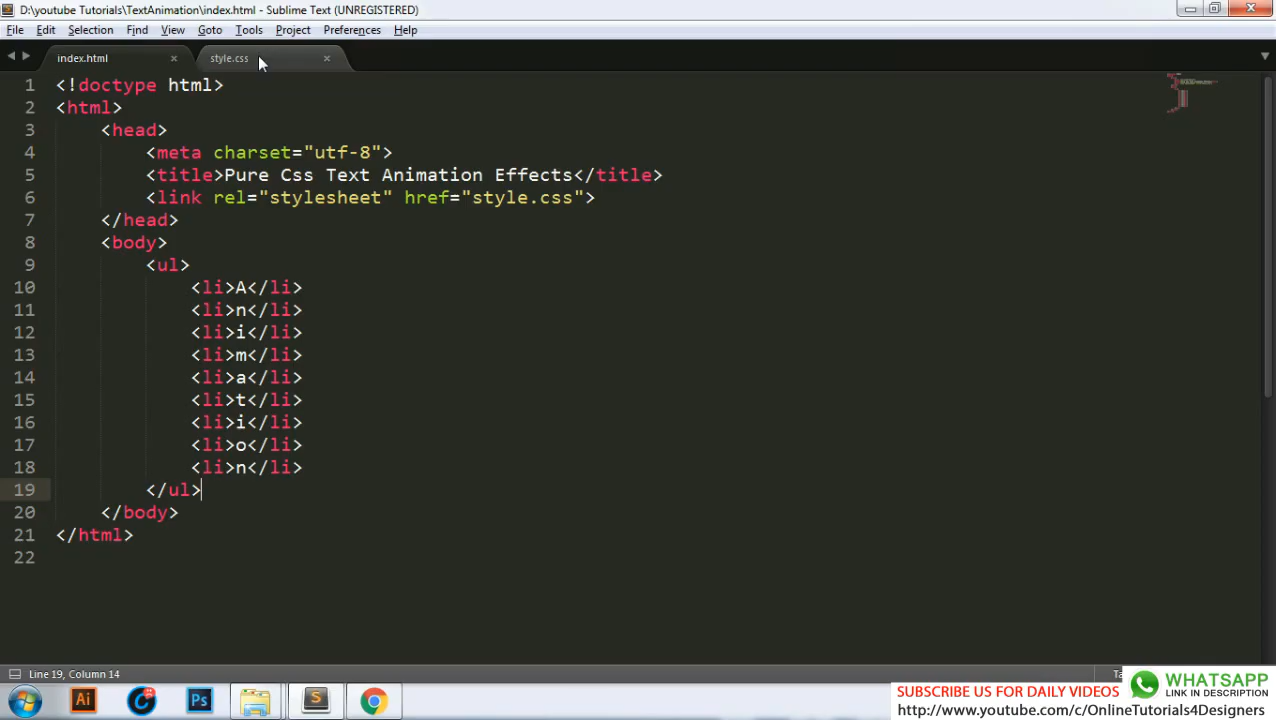 D:\youtube Tutorials\TextAnimation\index.html - Sublime Text (UNREGISTERED)
File Edit Selection Find View Goto Tools Project Preferences Help
index.html × style.css ×
1 <!doctype html>
2 <html>
3 <head>
4 <meta charset="utf-8">
5 <title>Pure Css Text Animation Effects</title>
6 <link rel="stylesheet" href="style.css">
7 </head>
8 <body>
9 <ul>
10 <li>A</li>
11 <li>n</li>
12 <li>i</li>
13 <li>m</li>
14 <li>a</li>
15 <li>t</li>
16 <li>i</li>
17 <li>o</li>
18 <li>n</li>
19 </ul>
20 </body>
21 </html>
22
Line 19, Column 14
Ai Ps S
SUBSCRIBE US FOR DAILY VIDEOS
http://www.youtube.com/c/OnlineTutorials4Designers
WHATSAPP
LINK IN DESCRIPTION